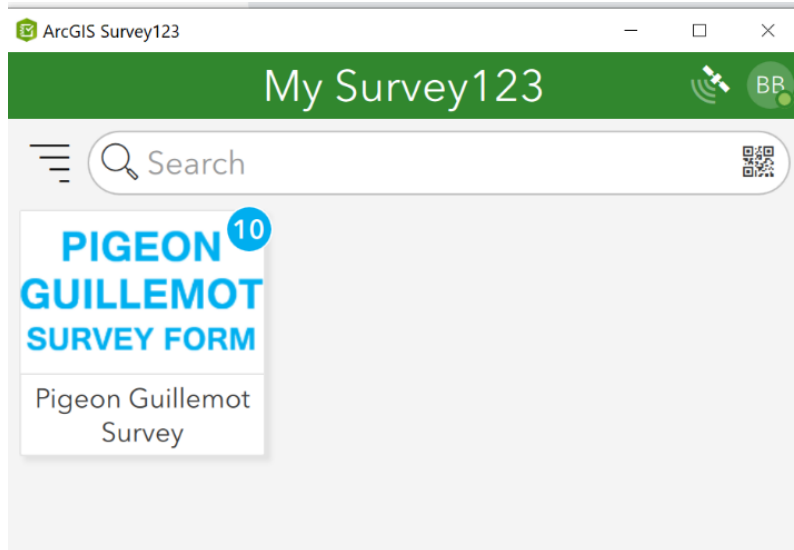 ArcGIS Survey123
My Survey123
BB
Search
10
PIGEON
GUILLEMOT
SURVEY FORM
Pigeon Guillemot
Survey